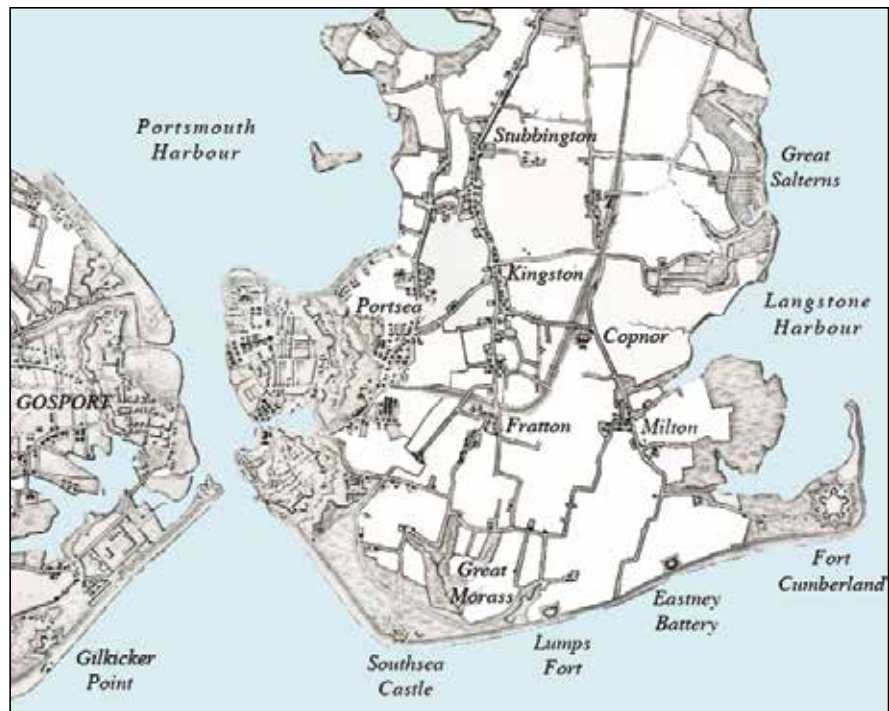 Portsmouth
Harbour
Stubbington
Great
Salterns
Kingston
Portsea
Langstone
Harbour
Copnor
GOSPORT
Fratton
Milton
Great
Morass
Fort
Cumberland
Eastney
Battery
Lumps
Fort
Southsea
Castle
Gilkicker
Point